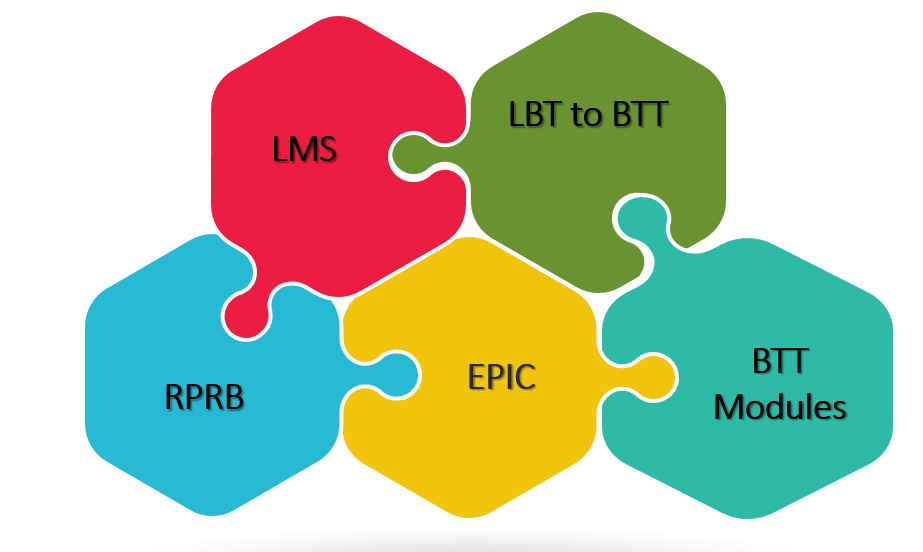 LMS
LBT to BTT
RPRB
EPIC
BTT
Modules